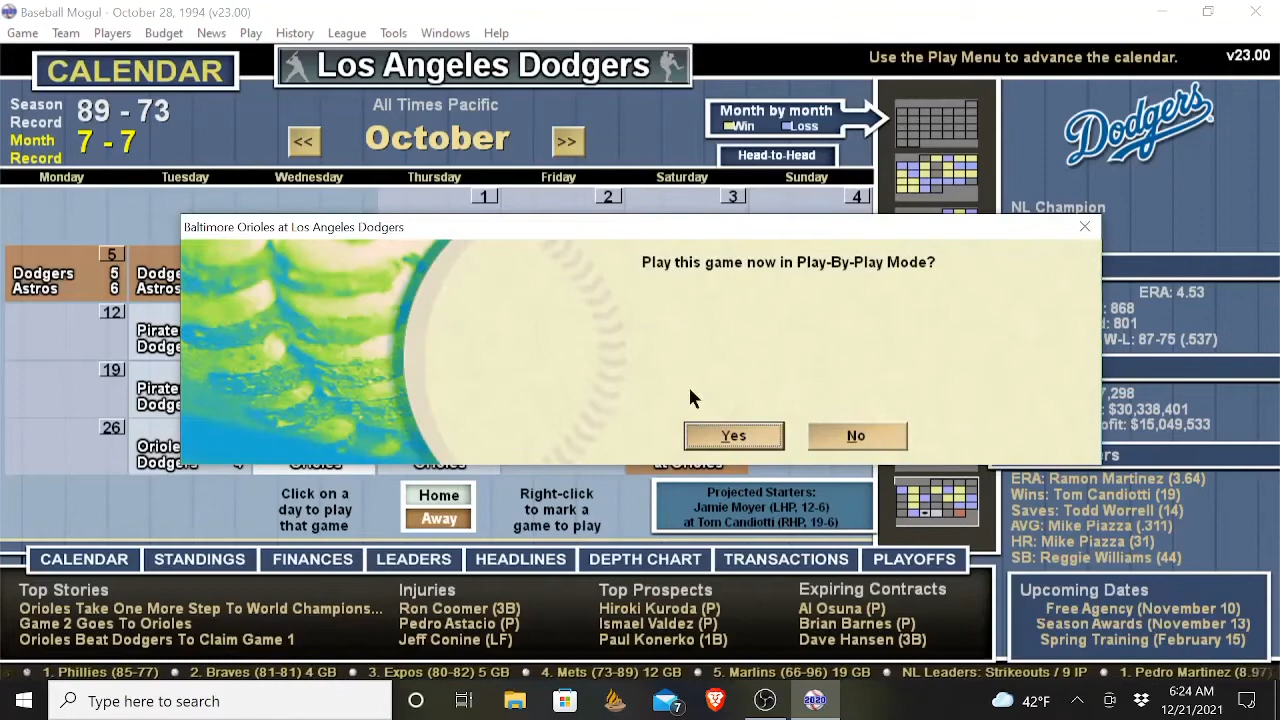 Baseball Mogul - October 28, 1994 (v23.00)
Game Team Players Budget News Play History League Tools Windows Help
CALENDAR
Los Angeles Dodgers
Use the Play Menu to advance the calendar.
v23.00
Season Record 89 - 73
Month Record 7 - 7
All Times Pacific
<< October >>
Month by month
Win Loss
Head-to-Head
Dodgers
NL Champion
Monday Tuesday Wednesday Thursday Friday Saturday Sunday
1 2 3 4
Baltimore Orioles at Los Angeles Dodgers
Play this game now in Play-By-Play Mode?
Yes No
5
Dodgers 5
Astros 6
12
19
26
ERA: 4.53
: 868
: 801
W-L: 87-75 (.537)
$30,338,401
$15,049,533
Click on a day to play that game
Home
Away
Right-click to mark a game to play
Projected Starters:
Jamie Moyer (LHP, 12-6)
at Tom Candiotti (RHP, 19-6)
ERA: Ramon Martinez (3.64)
Wins: Tom Candiotti (19)
Saves: Todd Worrell (14)
AVG: Mike Piazza (.311)
HR: Mike Piazza (31)
SB: Reggie Williams (44)
CALENDAR STANDINGS FINANCES LEADERS HEADLINES DEPTH CHART TRANSACTIONS PLAYOFFS
Top Stories
Orioles Take One More Step To World Champions...
Game 2 Goes To Orioles
Orioles Beat Dodgers To Claim Game 1
Injuries
Ron Coomer (3B)
Pedro Astacio (P)
Jeff Conine (LF)
Top Prospects
Hiroki Kuroda (P)
Ismael Valdez (P)
Paul Konerko (1B)
Expiring Contracts
Al Osuna (P)
Brian Barnes (P)
Dave Hansen (3B)
Upcoming Dates
Free Agency (November 10)
Season Awards (November 13)
Spring Training (February 15)
1. Phillies (85-77) 2. Braves (81-81) 4 GB 3. Expos (80-82) 5 GB 4. Mets (73-89) 12 GB 5. Marlins (66-96) 19 GB NL Leaders: Strikeouts / 9 IP 1. Pedro Martinez (8.97)
Type here to search
7
2020
42°F
6:24 AM
12/21/2021